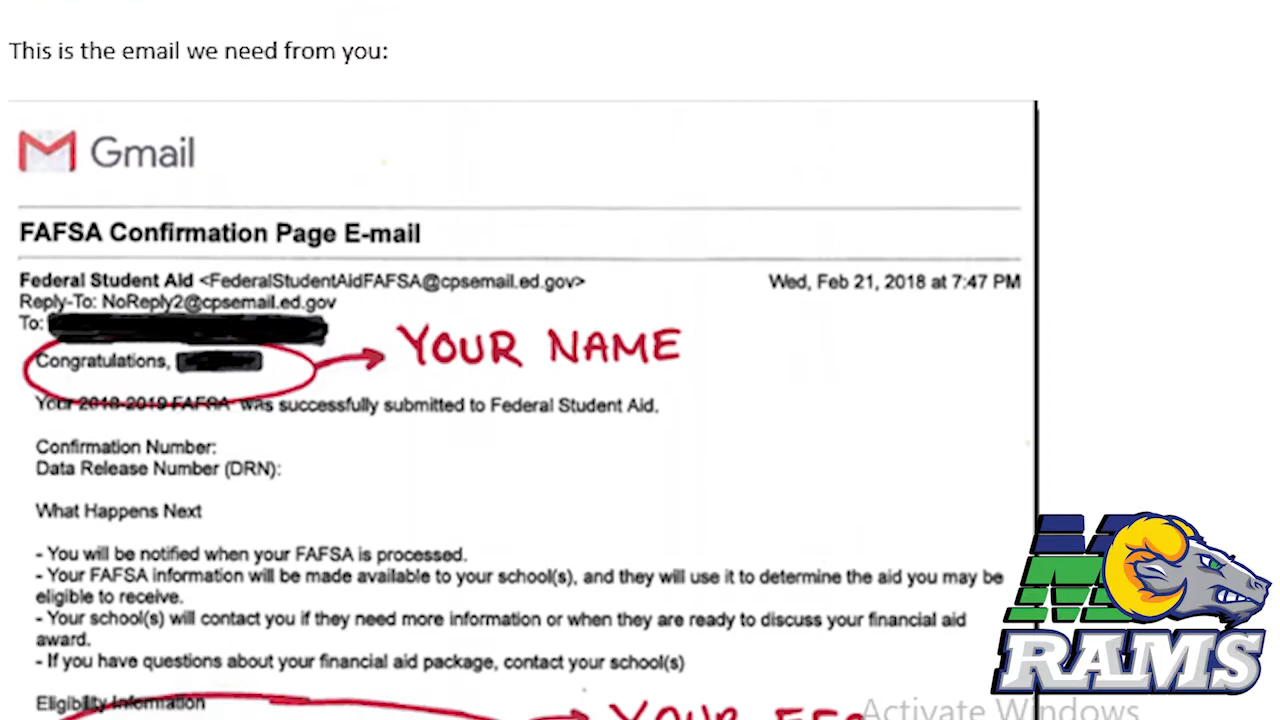 This is the email we need from you:
Gmail
FAFSA Confirmation Page E-mail
Federal Student Aid <FederalStudentAidFAFSA@cpsemail.ed.gov>
Wed, Feb 21, 2018 at 7:47 PM
Reply-To: NoReply2@cpsemail.ed.gov
To:
YOUR NAME
Congratulations,
Your 2018-2019 FAFSA was successfully submitted to Federal Student Aid.
Confirmation Number:
Data Release Number (DRN):
What Happens Next
- You will be notified when your FAFSA is processed.
- Your FAFSA information will be made available to your school(s), and they will use it to determine the aid you may be
eligible to receive.
- Your school(s) will contact you if they need more information or when they are ready to discuss your financial aid
award.
- If you have questions about your financial aid package, contact your school(s)
Eligibility Information
YOUR
Activate Windows
M
RAMS